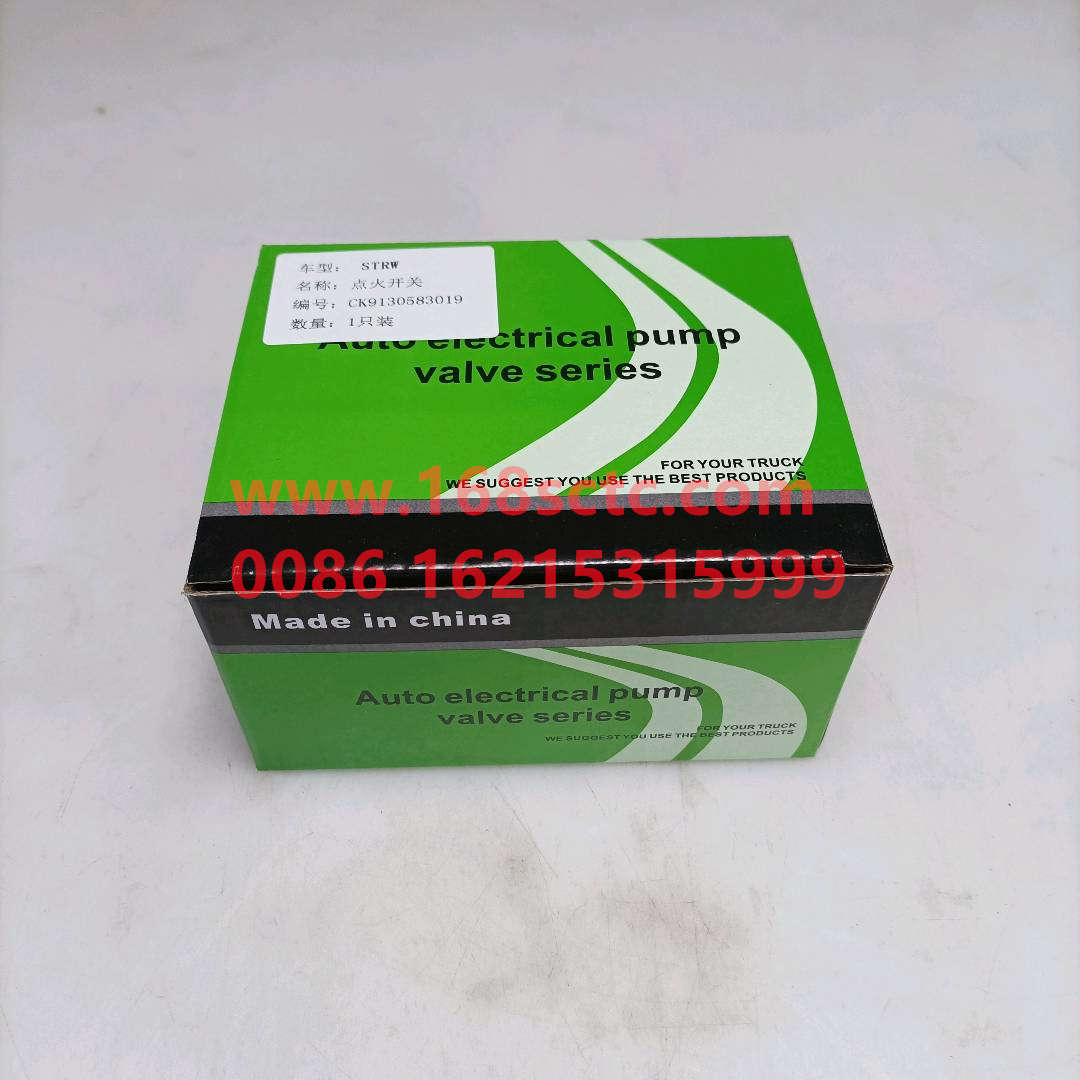 车型： STRW
名称：点火开关
编号：CK9130583019
数量：1只装
Auto electrical pump
valve series
FOR YOUR TRUCK
WE SUGGEST YOU USE THE BEST PRODUCTS
www.168sctc.com
0086 16215315999
Made in china
Auto electrical pump
valve series
FOR YOUR TRUCK
WE SUGGEST YOU USE THE BEST PRODUCTS